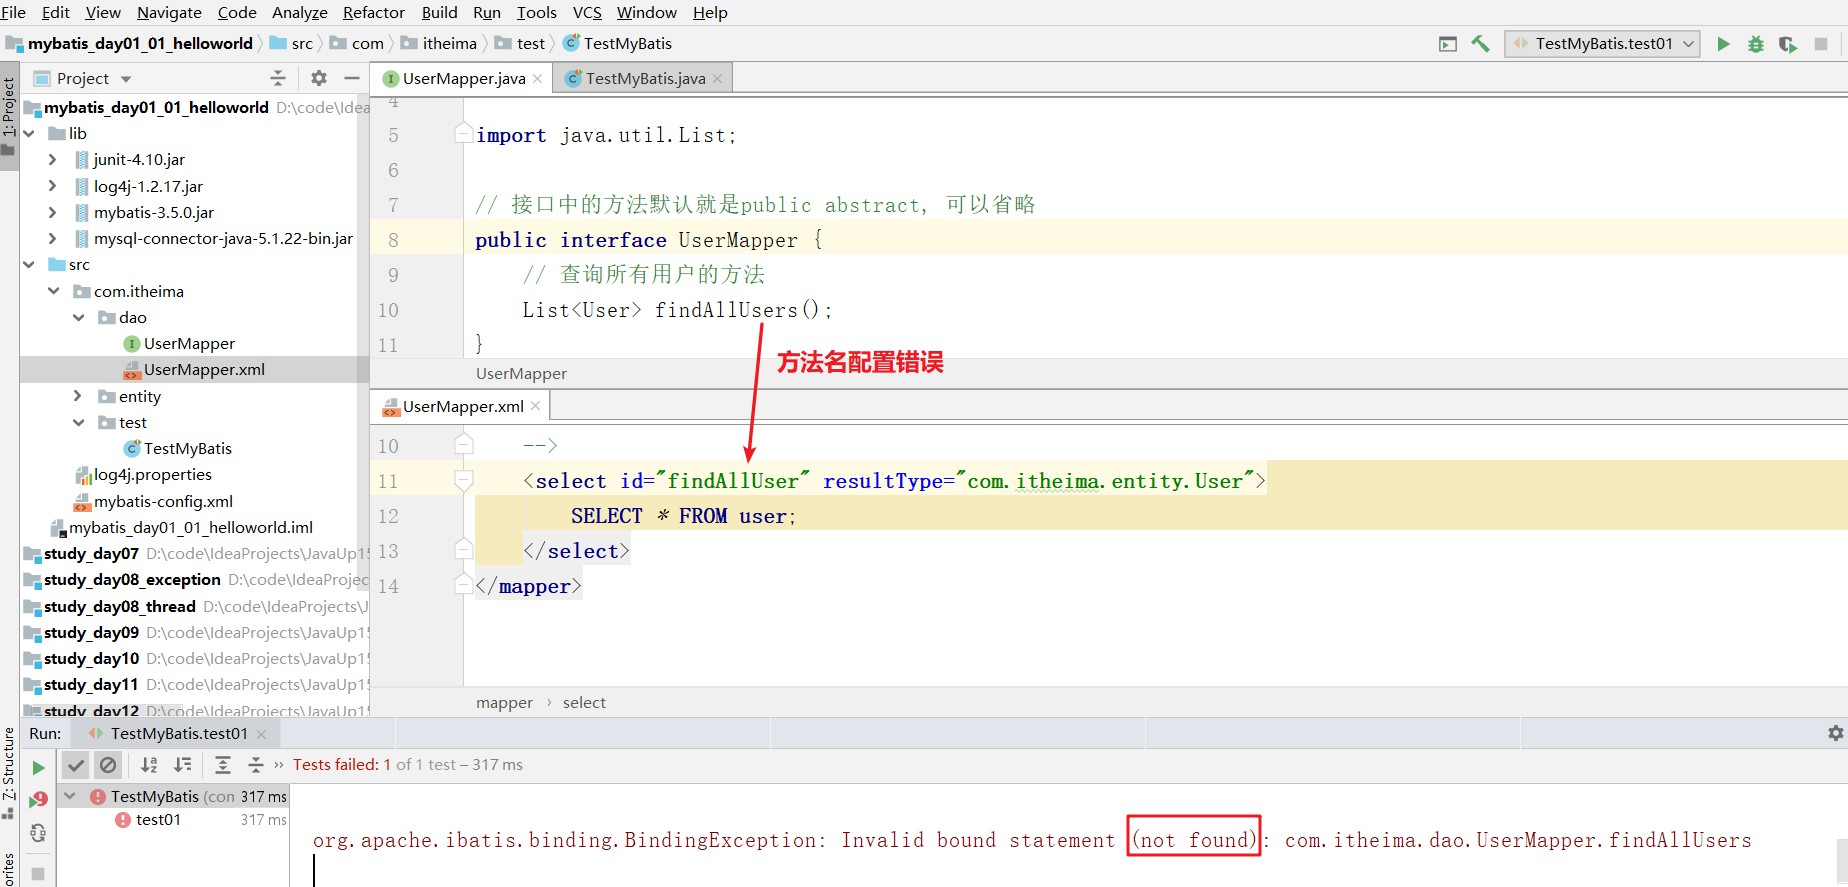 File Edit View Navigate Code Analyze Refactor Build Run Tools VCS Window Help
mybatis_day01_01_helloworld src com itheima test TestMyBatis TestMyBatis.test01
1: Project
Project
UserMapper.java TestMyBatis.java
mybatis_day01_01_helloworld D:\code\Idea
lib
junit-4.10.jar
log4j-1.2.17.jar
mybatis-3.5.0.jar
mysql-connector-java-5.1.22-bin.jar
src
com.itheima
dao
UserMapper
UserMapper.xml
entity
test
TestMyBatis
log4j.properties
mybatis-config.xml
mybatis_day01_01_helloworld.iml
study_day07 D:\code\IdeaProjects\JavaUp15
study_day08_exception D:\code\IdeaProjec
study_day08_thread D:\code\IdeaProjects\J
study_day09 D:\code\IdeaProjects\JavaUp15
study_day10 D:\code\IdeaProjects\JavaUp15
study_day11 D:\code\IdeaProjects\JavaUp15
study_day12 D:\code\IdeaProjects\JavaUp15
4
5 import java.util.List;
6
7 // 接口中的方法默认就是public abstract, 可以省略
8 public interface UserMapper {
9 // 查询所有用户的方法
10 List<User> findAllUsers();
11 }
方法名配置错误
UserMapper
UserMapper.xml
10 -->
11 <select id="findAllUser" resultType="com.itheima.entity.User">
12 SELECT * FROM user;
13 </select>
14 </mapper>
mapper › select
Z: Structure
orites
Run: TestMyBatis.test01
Tests failed: 1 of 1 test – 317 ms
TestMyBatis (con 317 ms
test01 317 ms
org.apache.ibatis.binding.BindingException: Invalid bound statement (not found): com.itheima.dao.UserMapper.findAllUsers